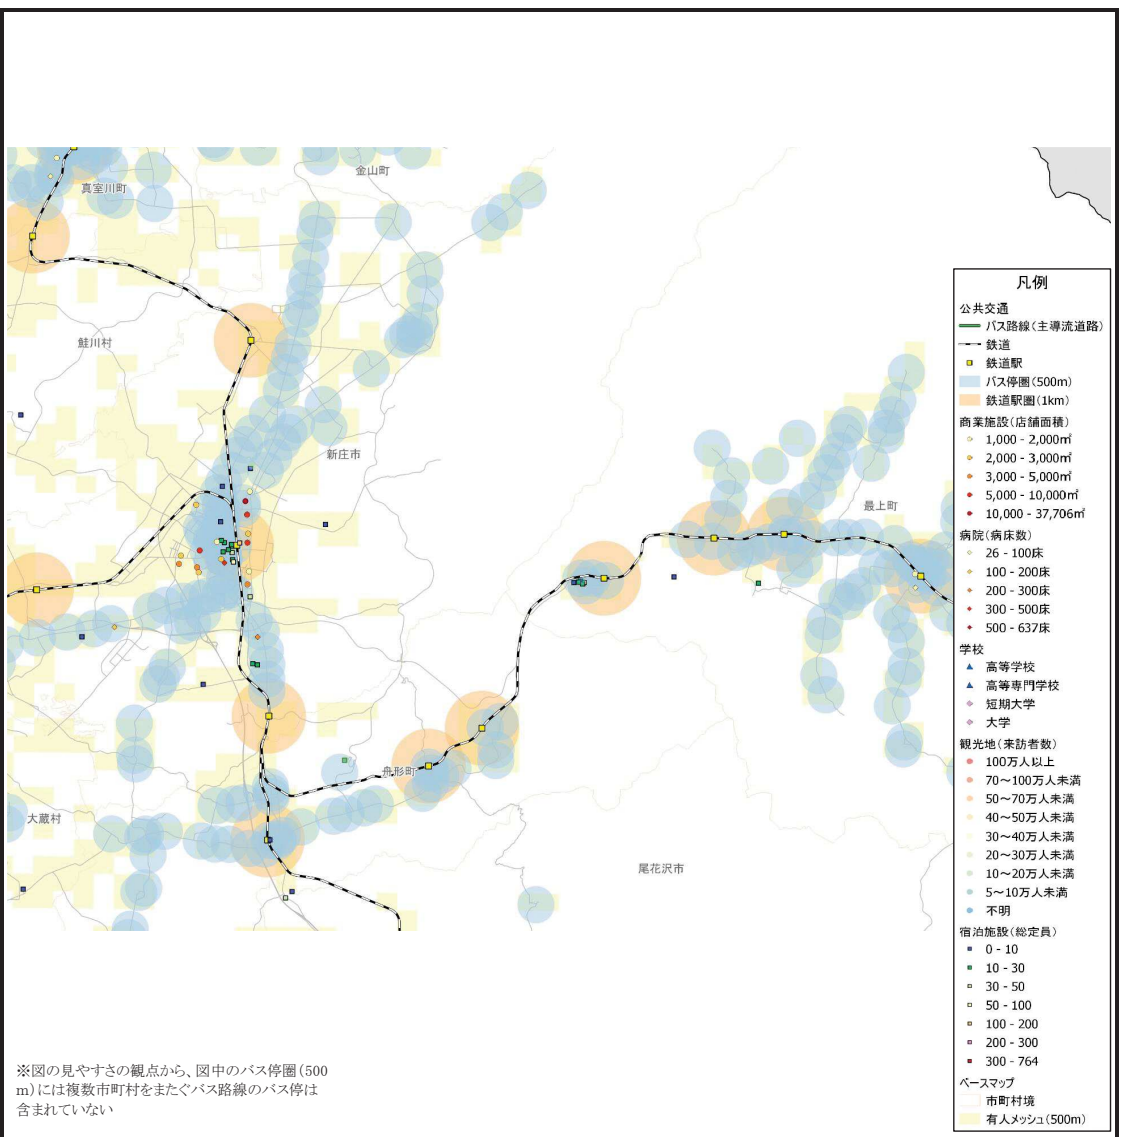 金山町
真室川町
鮭川村
新庄市
最上町
舟形町
大蔵村
尾花沢市
凡例
公共交通
バス路線(主導流道路)
鉄道
鉄道駅
バス停圏(500m)
鉄道駅圏(1km)
商業施設(店舗面積)
1,000 - 2,000㎡
2,000 - 3,000㎡
3,000 - 5,000㎡
5,000 - 10,000㎡
10,000 - 37,706㎡
病院(病床数)
26 - 100床
100 - 200床
200 - 300床
300 - 500床
500 - 637床
学校
高等学校
高等専門学校
短期大学
大学
観光地(来訪者数)
100万人以上
70～100万人未満
50～70万人未満
40～50万人未満
30～40万人未満
20～30万人未満
10～20万人未満
5～10万人未満
不明
宿泊施設(総定員)
0 - 10
10 - 30
30 - 50
50 - 100
100 - 200
200 - 300
300 - 764
ベースマップ
市町村境
有人メッシュ(500m)
※図の見やすさの観点から、図中のバス停圏(500
m)には複数市町村をまたぐバス路線のバス停は
含まれていない